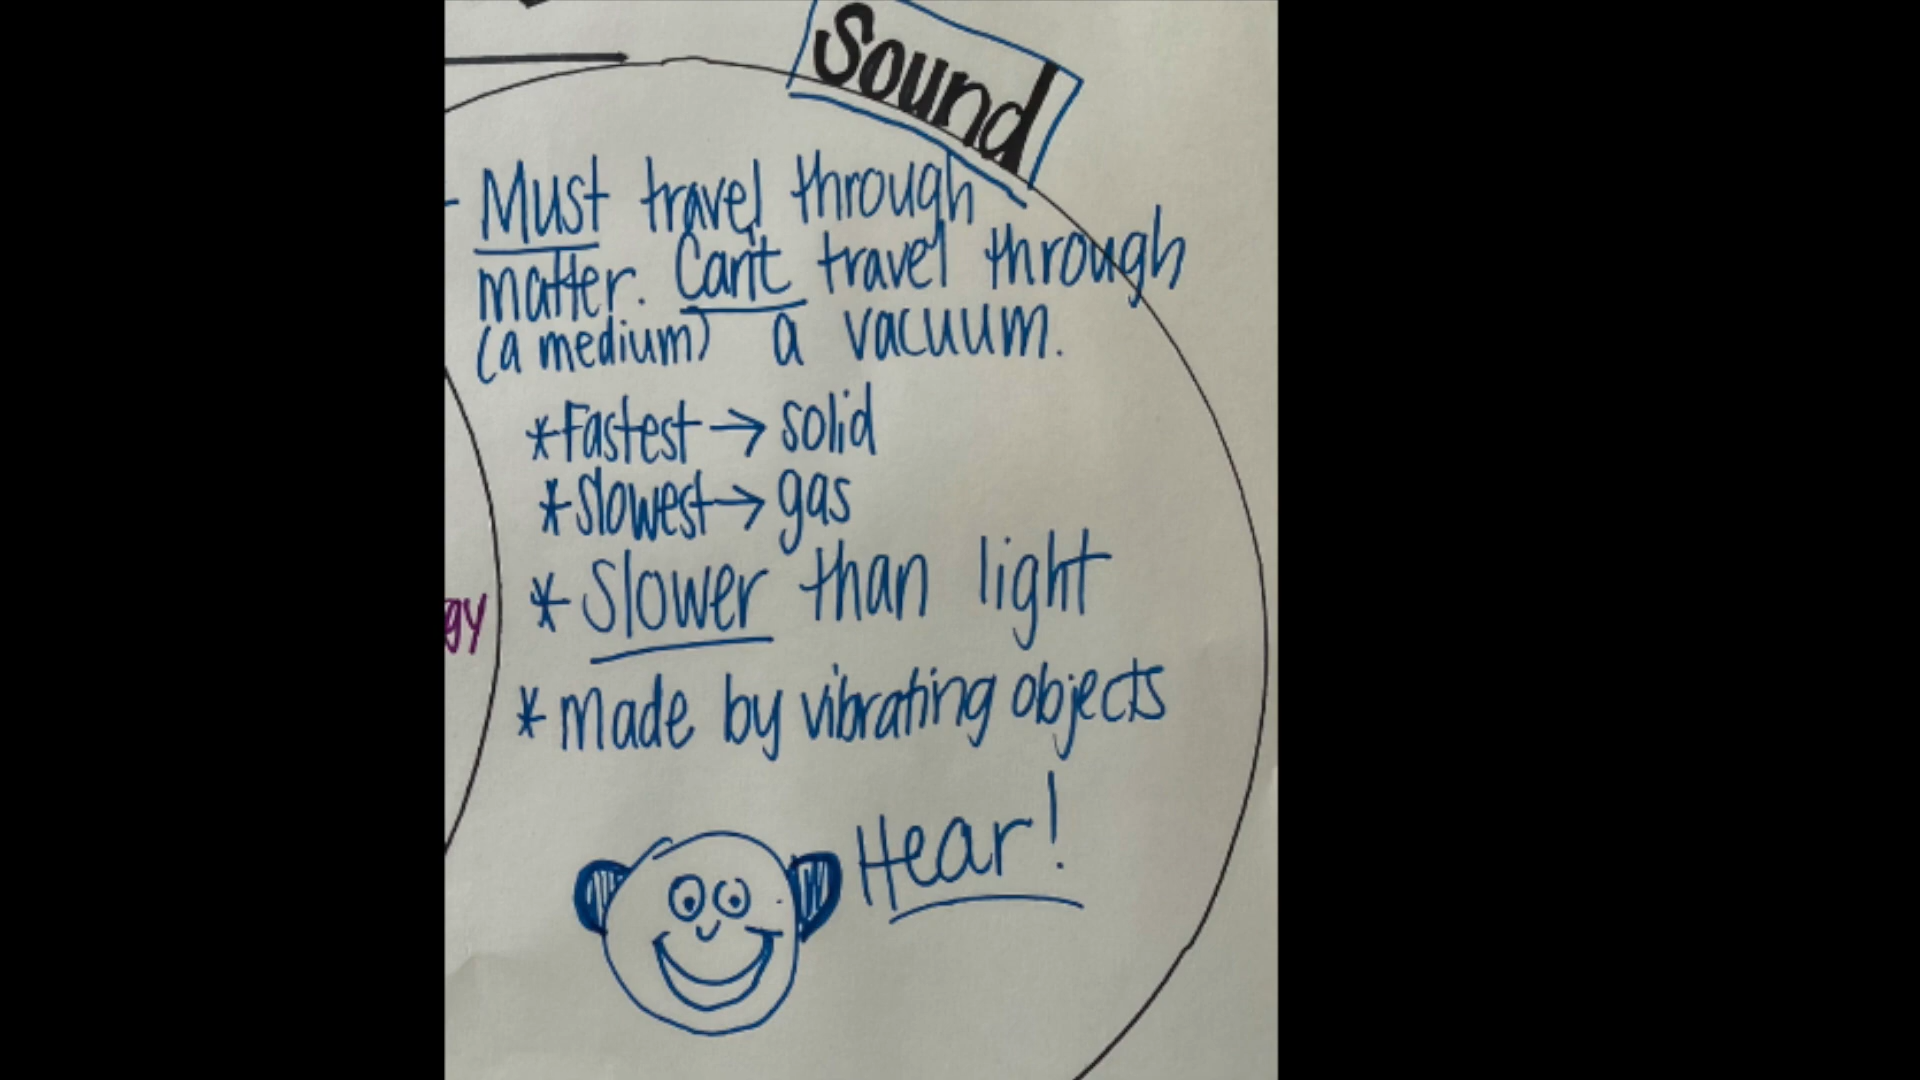 Sound
- Must travel through
matter. Can't travel through
(a medium) a vacuum.
*Fastest → solid
*Slowest → gas
* Slower than light
gy
* Made by vibrating objects
Hear!